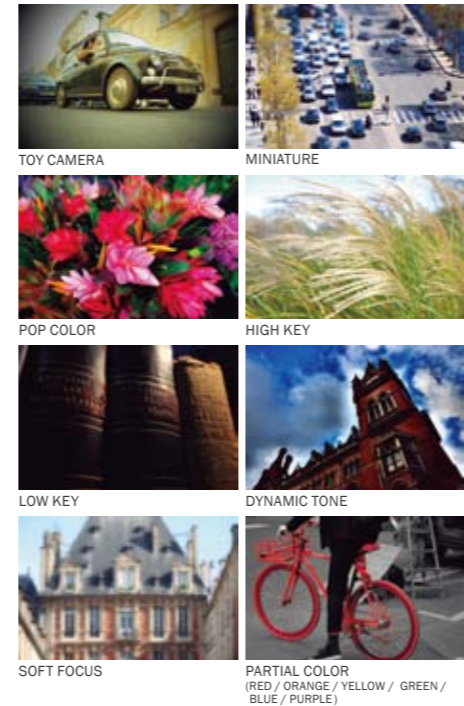 TOY CAMERA
MINIATURE
POP COLOR
HIGH KEY
LOW KEY
DYNAMIC TONE
SOFT FOCUS
PARTIAL COLOR
(RED / ORANGE / YELLOW / GREEN /
BLUE / PURPLE)